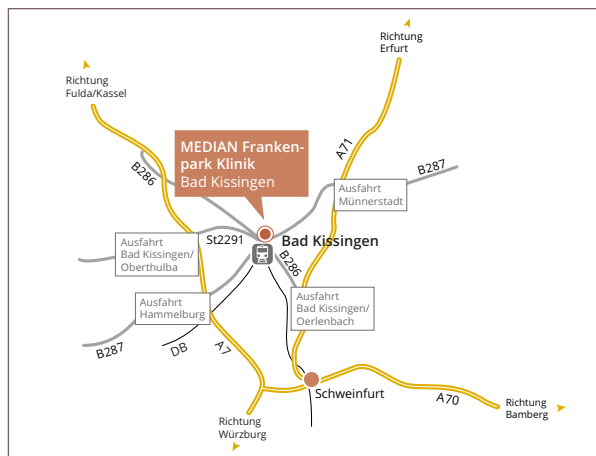 Richtung
Erfurt
Richtung
Fulda/Kassel
MEDIAN Franken-
park Klinik
Bad Kissingen
A71
B287
B286
Ausfahrt
Münnerstadt
St2291
Bad Kissingen
Ausfahrt
Bad Kissingen/
Oberthulba
B286
Ausfahrt
Bad Kissingen/
Oerlenbach
Ausfahrt
Hammelburg
B287
DB
A7
Schweinfurt
A70
Richtung
Bamberg
Richtung
Würzburg